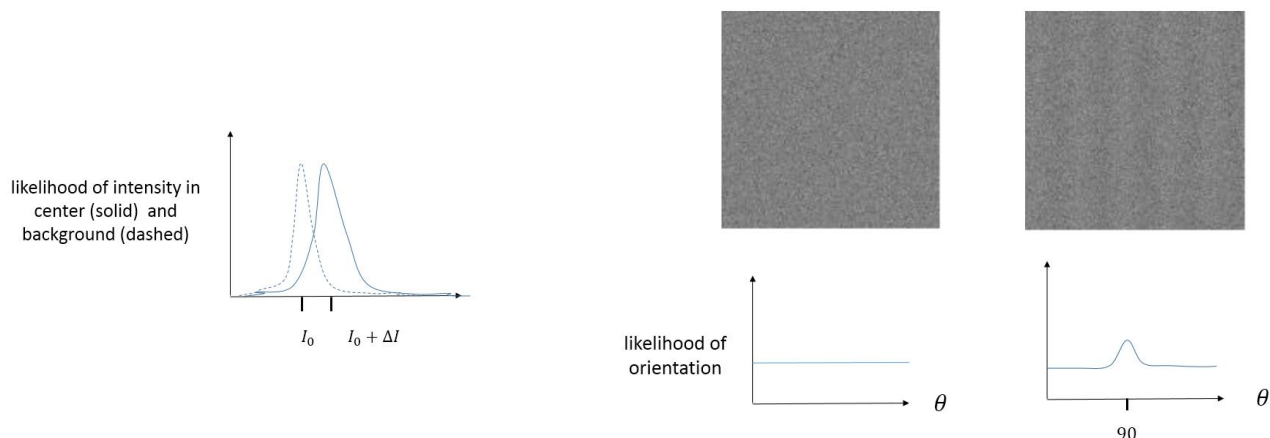 likelihood of intensity in
center (solid) and
background (dashed)
I₀
I₀ + ΔI
likelihood of
orientation
θ
θ
90